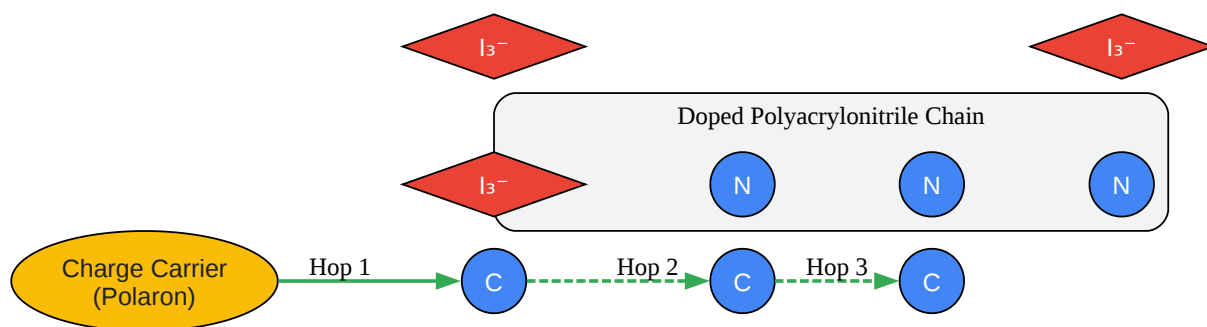 I₃⁻
I₃⁻
Doped Polyacrylonitrile Chain
I₃⁻
N
N
N
Charge Carrier
(Polaron)
Hop 1
C
Hop 2
C
Hop 3
C